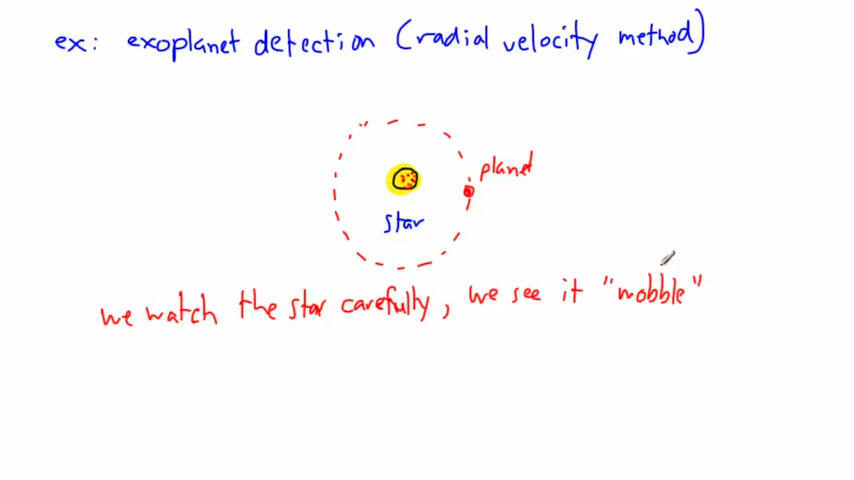 ex: exoplanet detection (radial velocity method)
planet
star
we watch the star carefully, we see it "wobble"